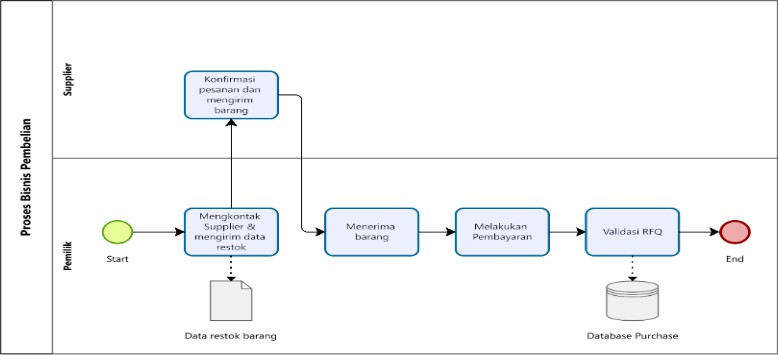 Proses Bisnis Pembelian
Supplier
Konfirmasi
pesanan dan
mengirim
barang
Pemilik
Start
Mengkontak
Supplier &
mengirim data
restok
Data restok barang
Menerima
barang
Melakukan
Pembayaran
Validasi RFQ
Database Purchase
End